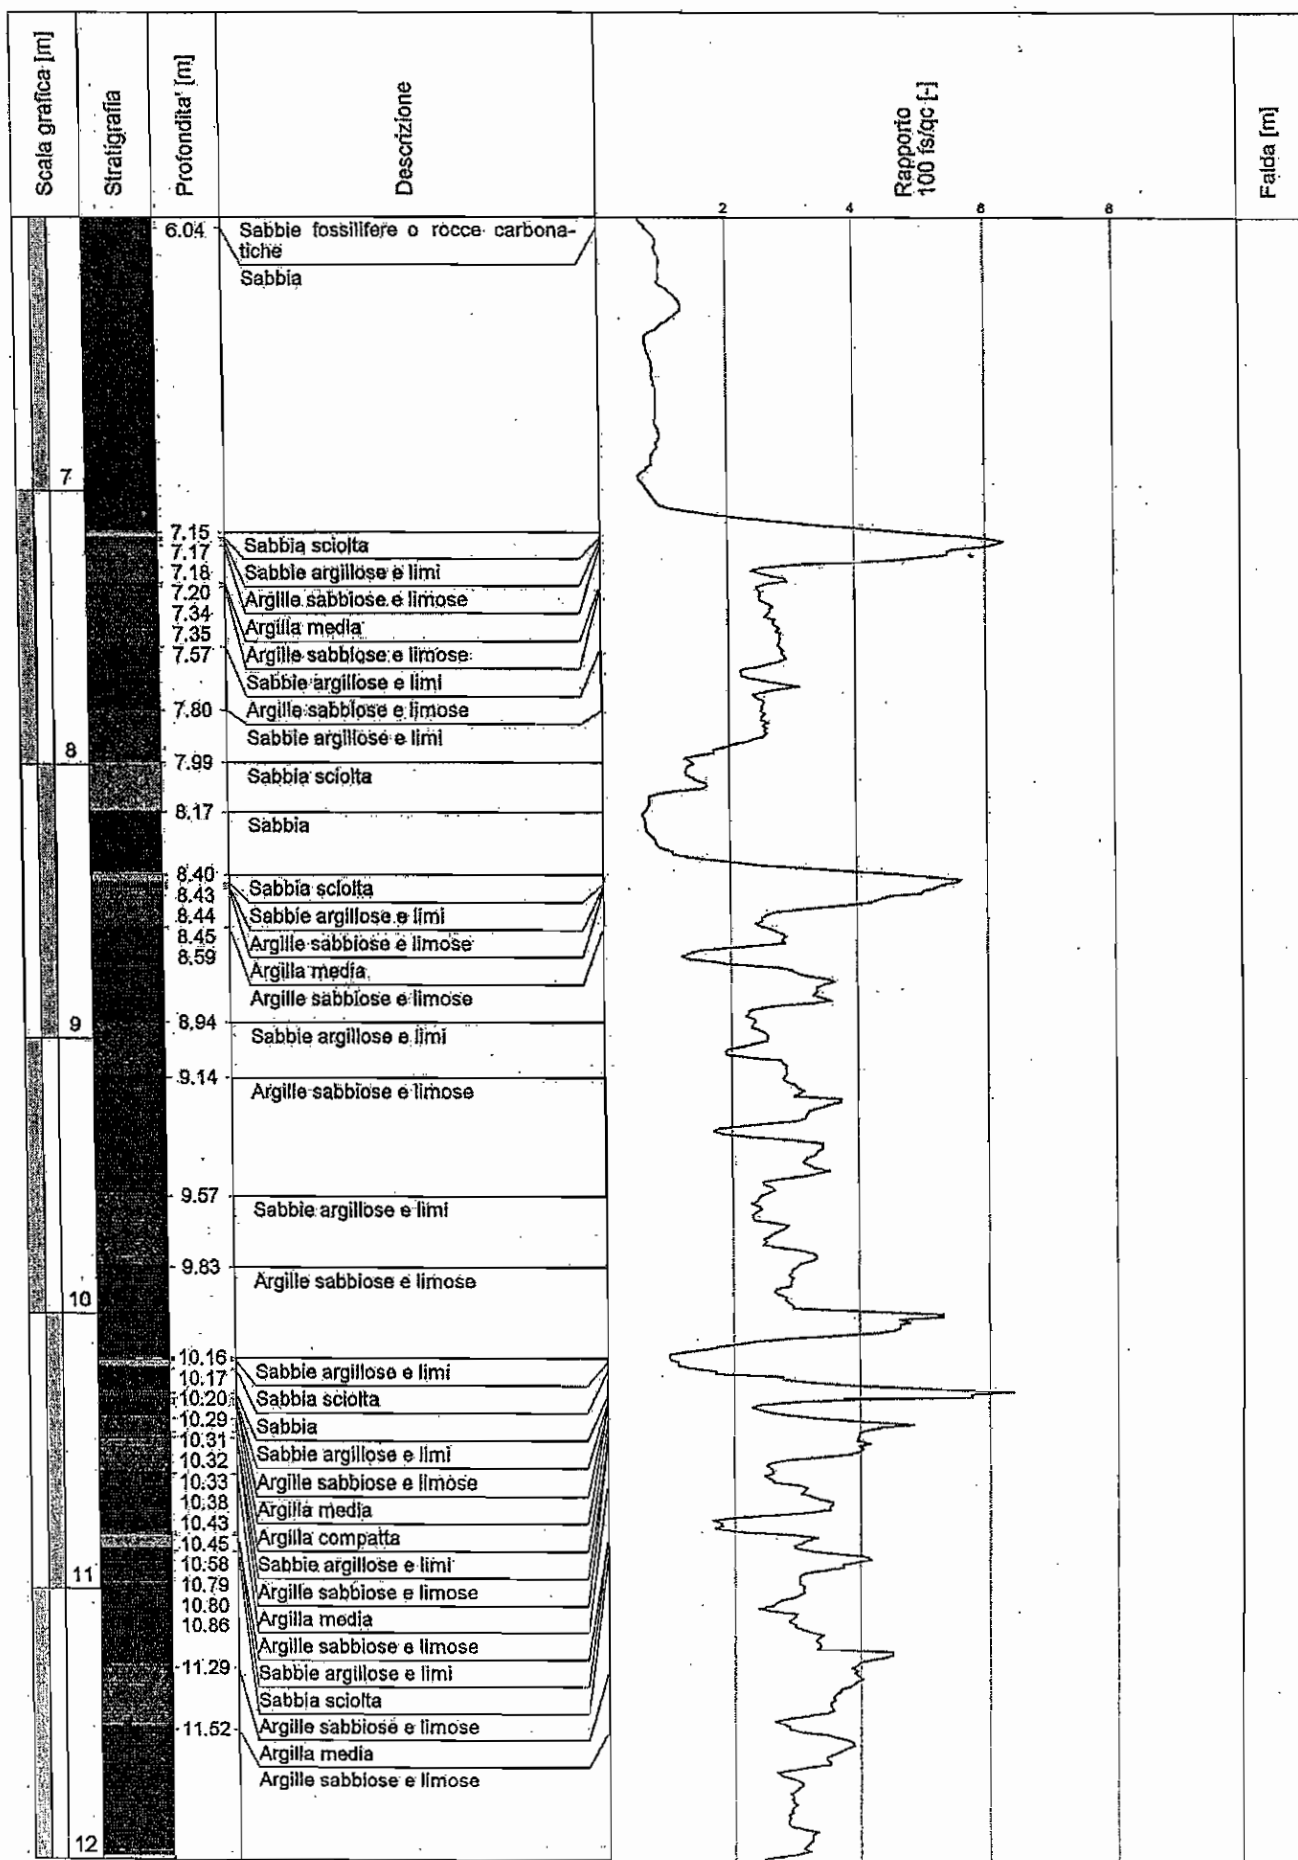 Scala grafica [m]
Stratigrafia
Profondita' [m]
Descrizione
Rapporto
100 fs/qc [-]
Falda [m]
2 4 6 8
6.04 Sabbie fossilifere o rocce carbona-
tiche
Sabbia
7
7.15
Sabbia sciolta
7.17
Sabbie argillose e limi
7.18
Argille sabbiose e limose
7.20
Argilla media
7.34
Argille sabbiose e limose
7.35
Sabbie argillose e limi
7.57
Argille sabbiose e limose
7.80
Sabbie argillose e limi
8
7.99
Sabbia sciolta
8.17
Sabbia
8.40
Sabbia sciolta
8.43
Sabbie argillose e limi
8.44
Argille sabbiose e limose
8.45
Argilla media
8.59
Argille sabbiose e limose
9
8.94
Sabbie argillose e limi
9.14
Argille sabbiose e limose
9.57
Sabbie argillose e limi
9.83
Argille sabbiose e limose
10
10.16
Sabbie argillose e limi
10.17
Sabbia sciolta
10.20
Sabbia
10.29
Sabbie argillose e limi
10.31
Argille sabbiose e limose
10.32
Argilla media
10.33
Argilla compatta
10.38
Sabbie argillose e limi
10.43
Argille sabbiose e limose
10.45
Argilla media
10.58
Argille sabbiose e limose
10.79
Sabbie argillose e limi
10.80
Sabbia sciolta
10.86
Argille sabbiose e limose
11
11.29
Argilla media
11.52
Argille sabbiose e limose
12